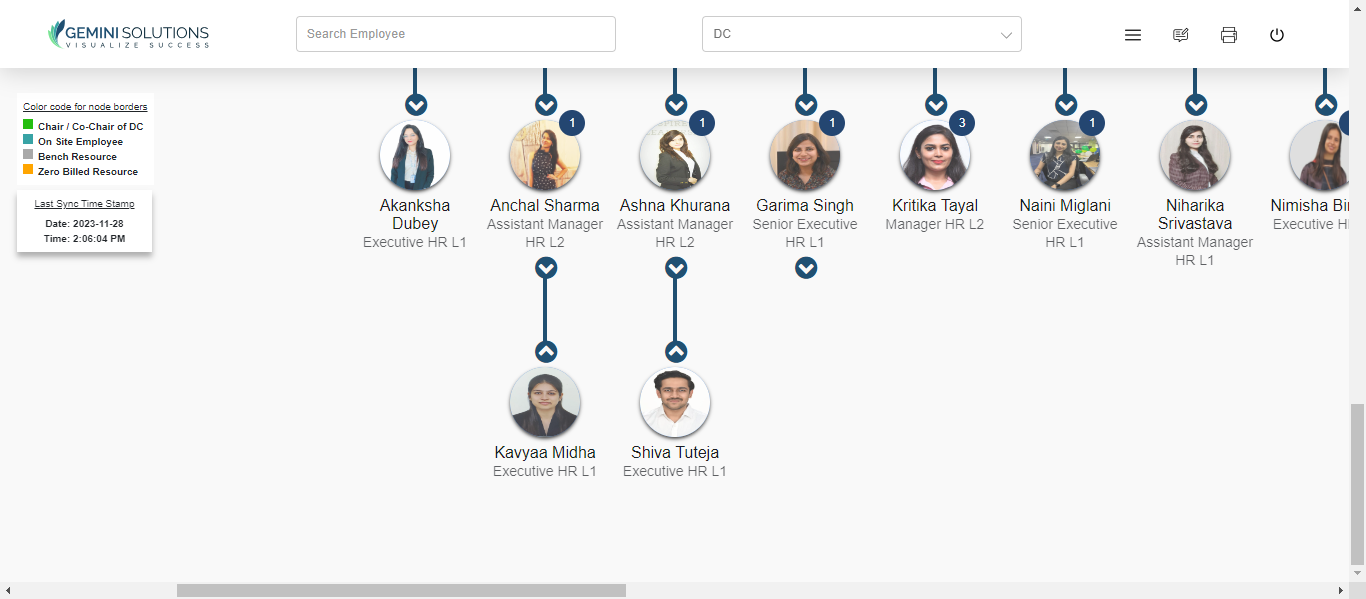 GEMINI SOLUTIONS
VISUALIZE SUCCESS
Search Employee
DC
Color code for node borders
Chair / Co-Chair of DC
On Site Employee
Bench Resource
Zero Billed Resource
Last Sync Time Stamp
Date: 2023-11-28
Time: 2:06:04 PM
Akanksha
Dubey
Executive HR L1
1
Anchal Sharma
Assistant Manager
HR L2
1
Ashna Khurana
Assistant Manager
HR L2
1
Garima Singh
Senior Executive
HR L1
3
Kritika Tayal
Manager HR L2
1
Naini Miglani
Senior Executive
HR L1
Niharika
Srivastava
Assistant Manager
HR L1
Nimisha
Executive
Kavyaa Midha
Executive HR L1
Shiva Tuteja
Executive HR L1